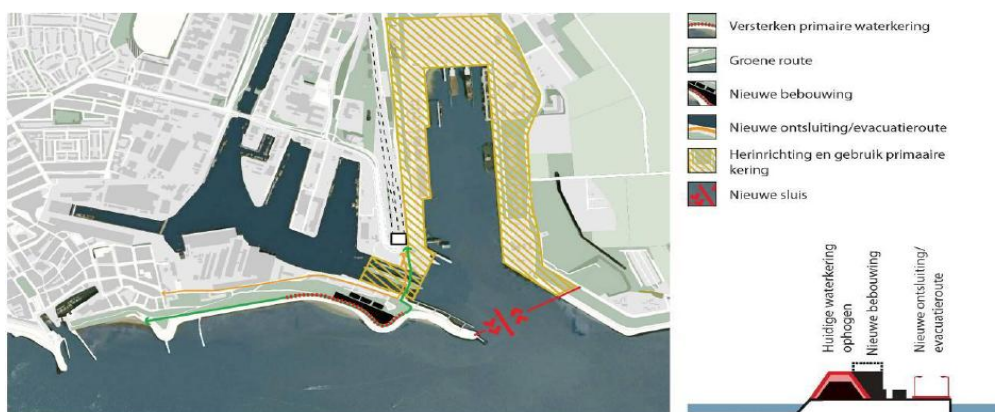 Versterken primaire waterkering
Groene route
Nieuwe bebouwing
Nieuwe ontsluiting/evacuatieroute
Herinrichting en gebruik primaaire
kering
Nieuwe sluis
Huidige waterkering
ophogen
Nieuwe bebouwing
Nieuwe ontsluiting/
evacuatieroute